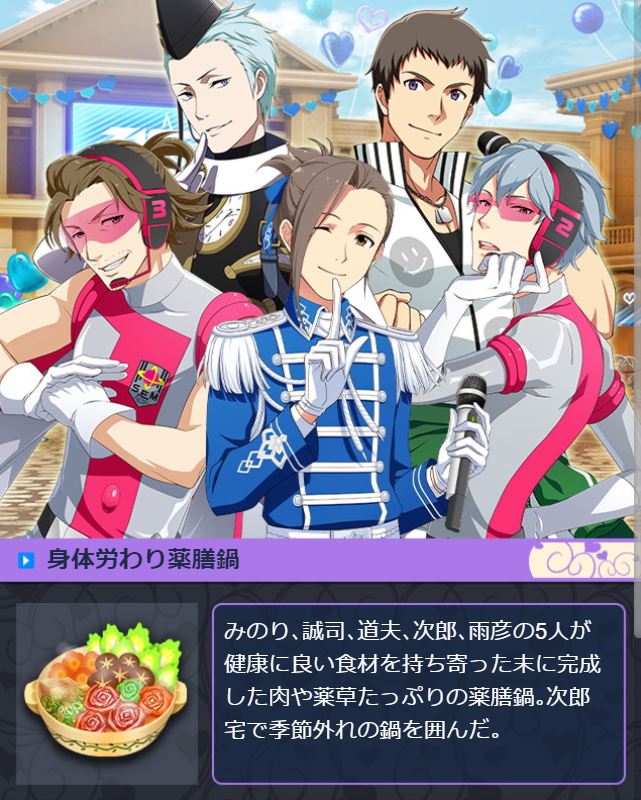 3
2
S.E.M
身体労わり薬膳鍋
みのり､誠司､道夫､次郎､雨彦の5人が
健康に良い食材を持ち寄った末に完成
した肉や薬草たっぷりの薬膳鍋｡次郎
宅で季節外れの鍋を囲んだ｡